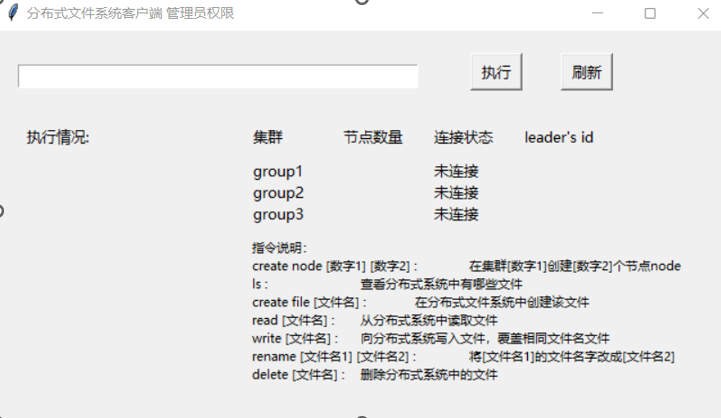 分布式文件系统客户端 管理员权限
执行 刷新
执行情况: 集群 节点数量 连接状态 leader's id
group1 未连接
group2 未连接
group3 未连接
指令说明：
create node [数字1] [数字2]： 在集群[数字1]创建[数字2]个节点node
ls： 查看分布式系统中有哪些文件
create file [文件名]： 在分布式文件系统中创建该文件
read [文件名]： 从分布式系统中读取文件
write [文件名]： 向分布式系统写入文件，覆盖相同文件名文件
rename [文件名1] [文件名2]： 将[文件名1]的文件名字改成[文件名2]
delete [文件名]： 删除分布式系统中的文件